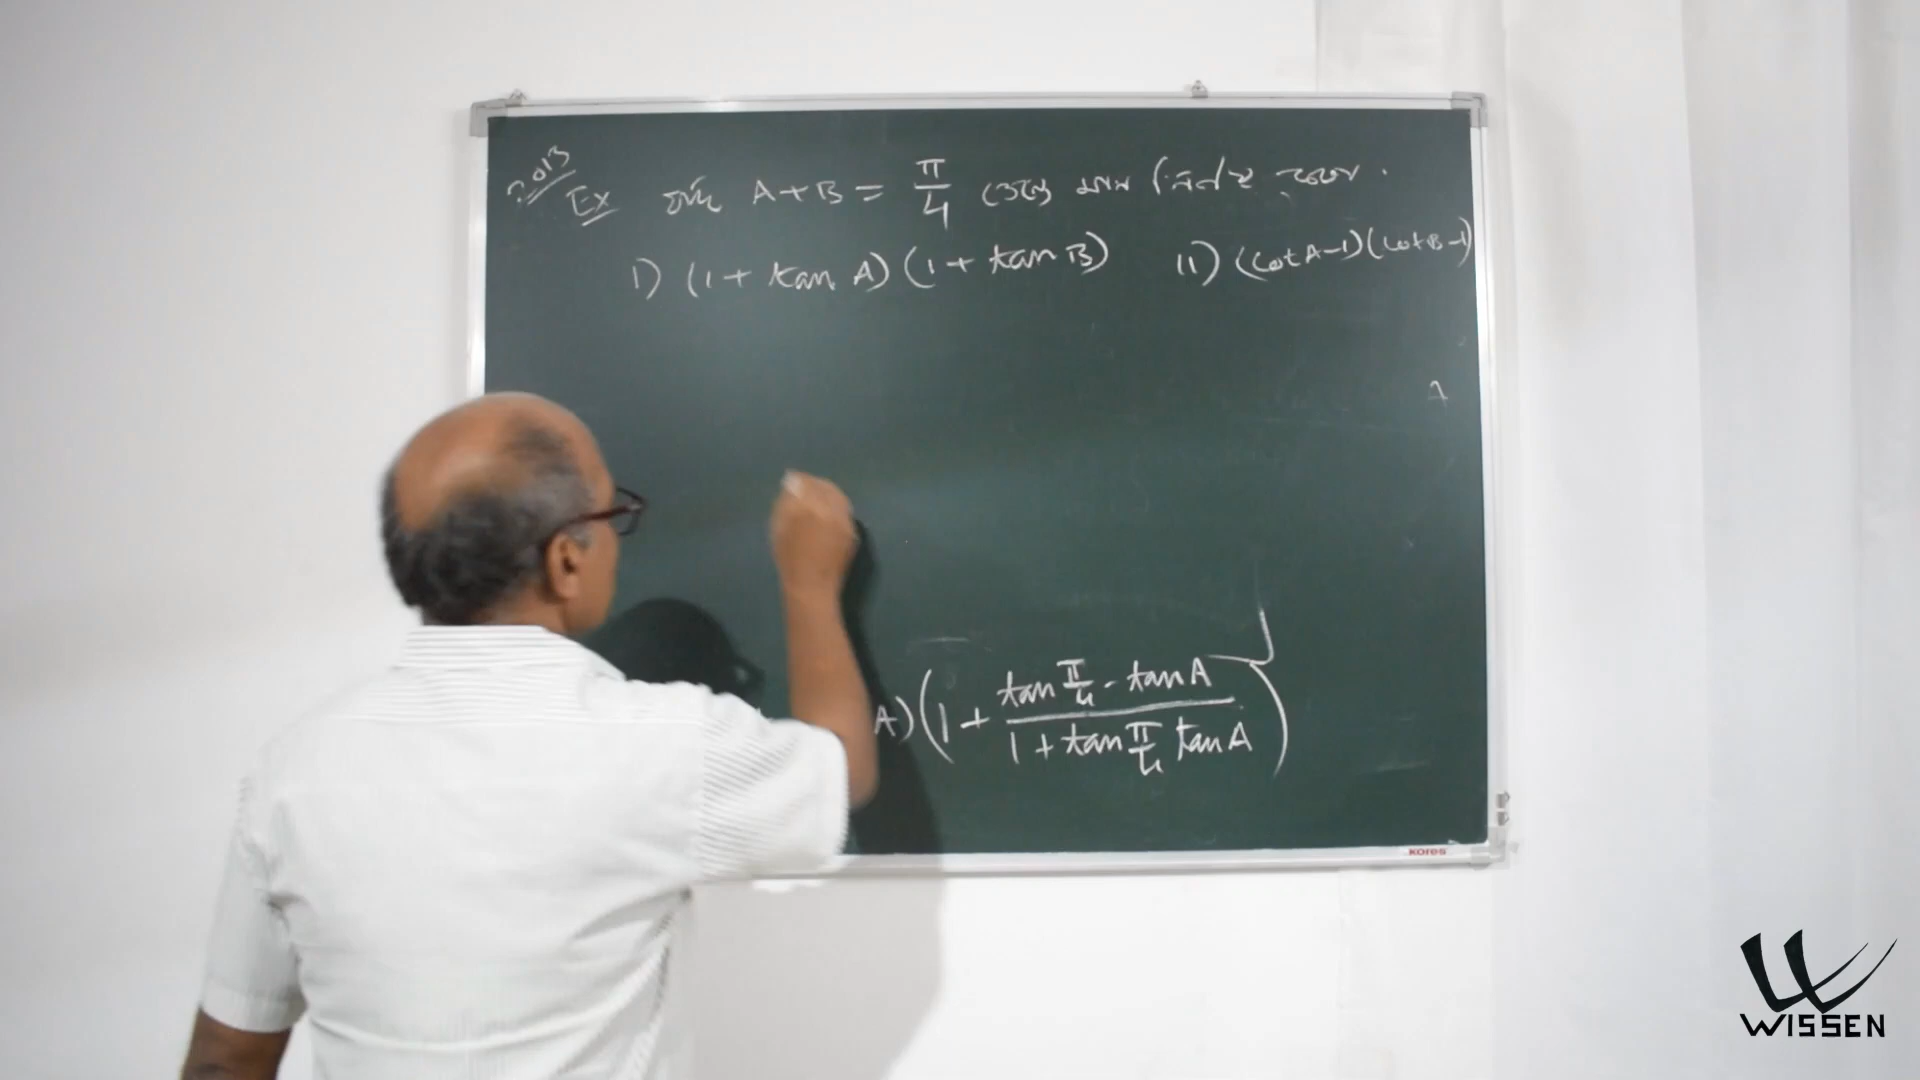 2013
Ex যদি A+B = π/4 তবে মান নির্ণয় করো.
I) (1 + tan A) (1 + tan B) II) (cot A-1)(cot B-1)
A)(1 + (tan π/4 - tan A)/(1 + tan π/4 tan A))
kores
WISSEN